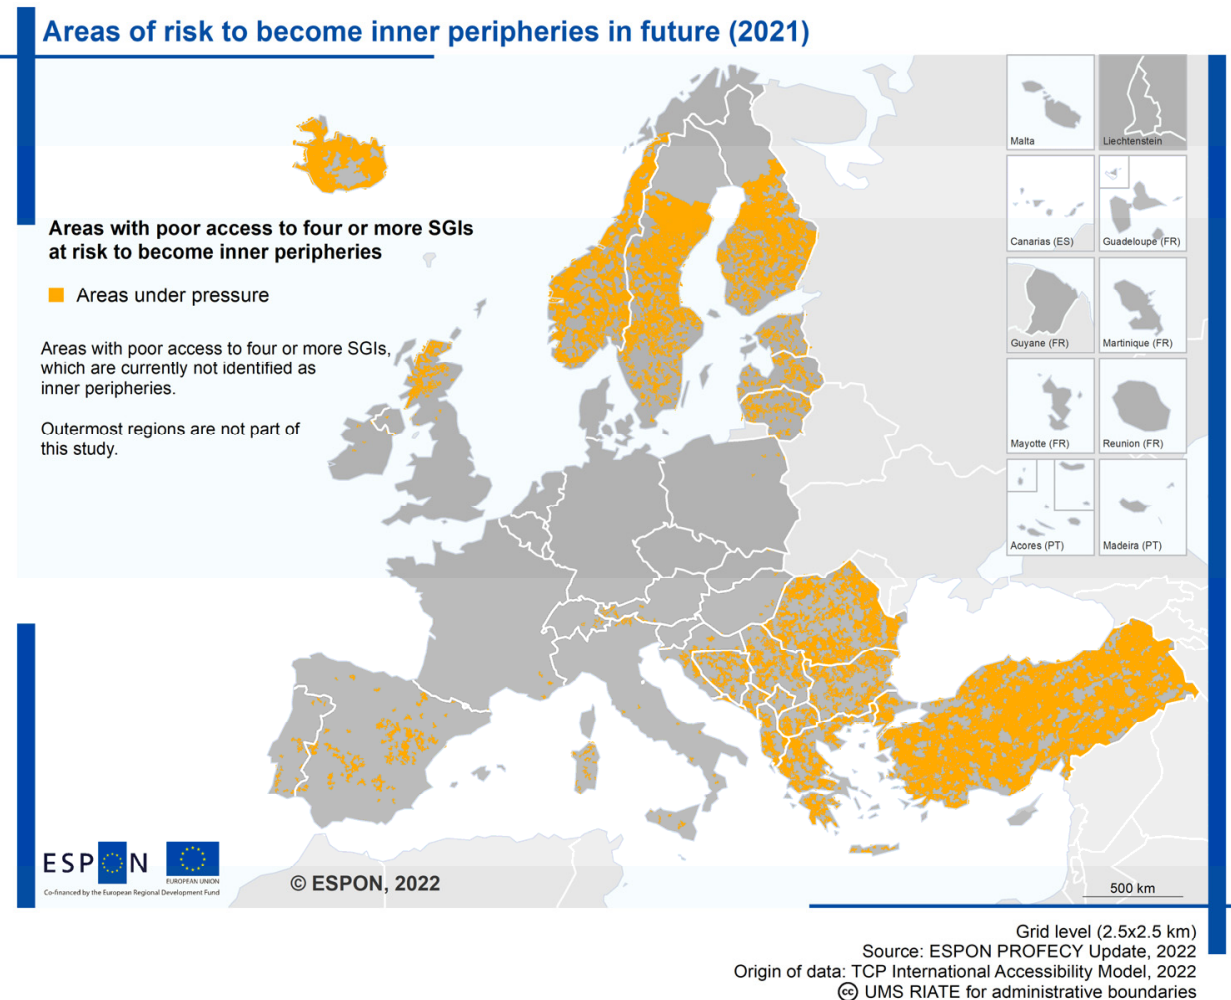 Areas of risk to become inner peripheries in future (2021)
Malta
Liechtenstein
Canarias (ES)
Guadeloupe (FR)
Guyane (FR)
Martinique (FR)
Mayotte (FR)
Reunion (FR)
Acores (PT)
Madeira (PT)
Areas with poor access to four or more SGIs
at risk to become inner peripheries
Areas under pressure
Areas with poor access to four or more SGIs,
which are currently not identified as
inner peripheries.
Outermost regions are not part of
this study.
ESPON
EUROPEAN UNION
Co-financed by the European Regional Development Fund
© ESPON, 2022
500 km
Grid level (2.5x2.5 km)
Source: ESPON PROFECY Update, 2022
Origin of data: TCP International Accessibility Model, 2022
cc UMS RIATE for administrative boundaries